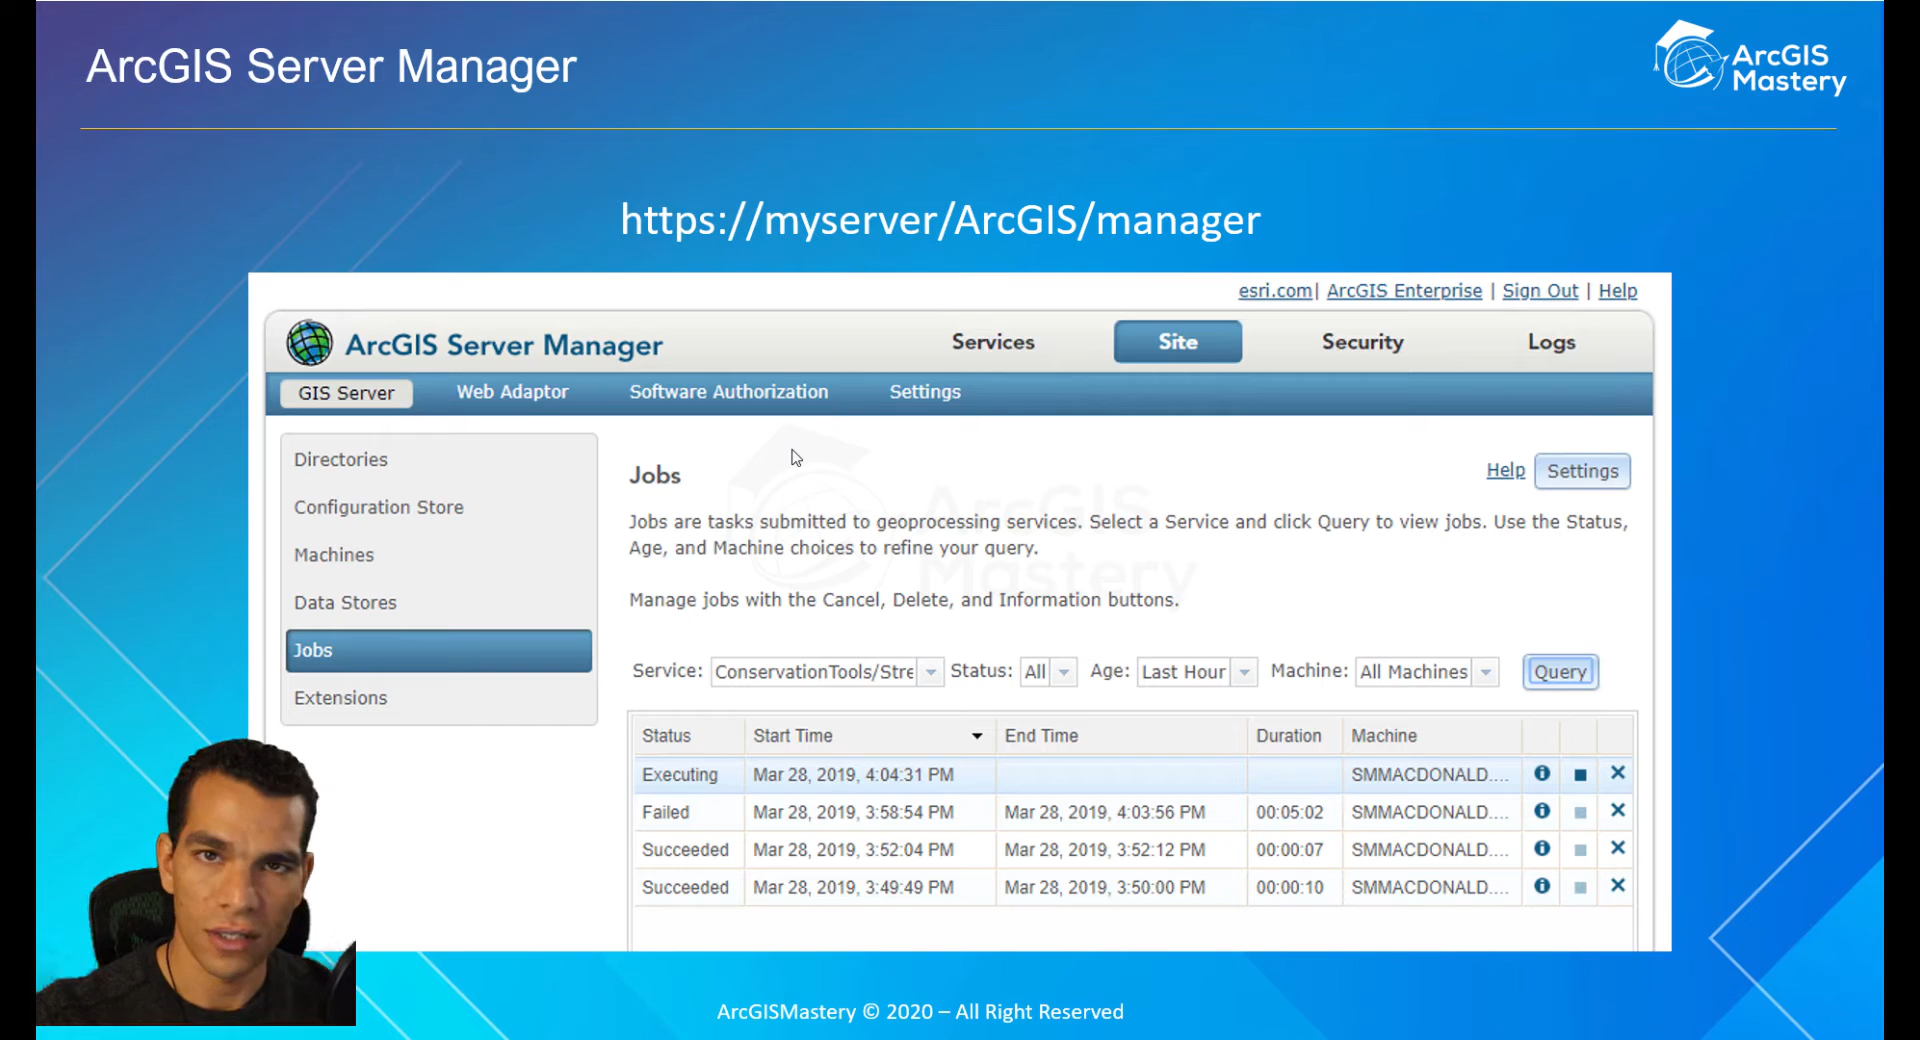 ArcGIS Server Manager
ArcGIS
Mastery
https://myserver/ArcGIS/manager
esri.com| ArcGIS Enterprise | Sign Out | Help
ArcGIS Server Manager
Services
Site
Security
Logs
GIS Server
Web Adaptor
Software Authorization
Settings
Directories
Configuration Store
Machines
Data Stores
Jobs
Extensions
Jobs
Help
Settings
Jobs are tasks submitted to geoprocessing services. Select a Service and click Query to view jobs. Use the Status,
Age, and Machine choices to refine your query.
Manage jobs with the Cancel, Delete, and Information buttons.
Service: ConservationTools/Stre Status: All Age: Last Hour Machine: All Machines Query
Status Start Time End Time Duration Machine
Executing Mar 28, 2019, 4:04:31 PM SMMACDONALD....
Failed Mar 28, 2019, 3:58:54 PM Mar 28, 2019, 4:03:56 PM 00:05:02 SMMACDONALD....
Succeeded Mar 28, 2019, 3:52:04 PM Mar 28, 2019, 3:52:12 PM 00:00:07 SMMACDONALD....
Succeeded Mar 28, 2019, 3:49:49 PM Mar 28, 2019, 3:50:00 PM 00:00:10 SMMACDONALD....
ArcGIS
Mastery
ArcGISMastery © 2020 – All Right Reserved